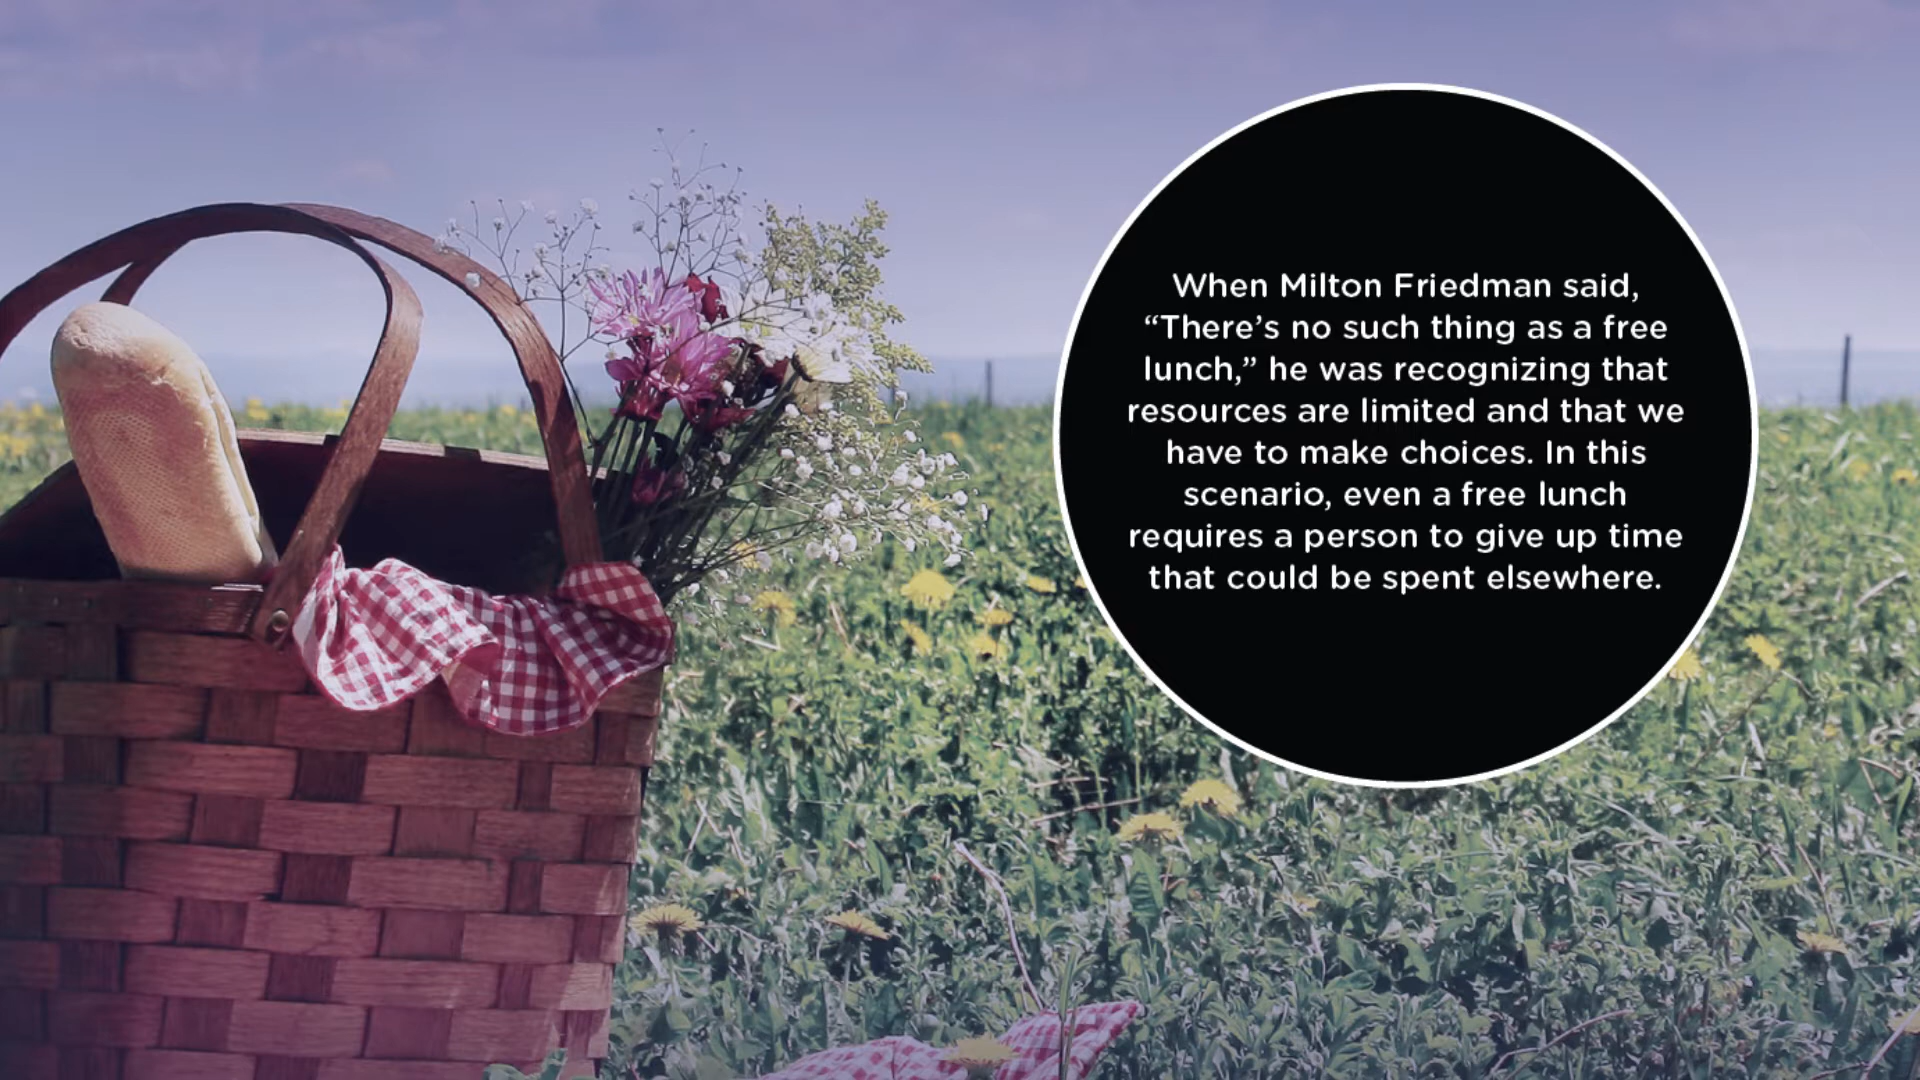 When Milton Friedman said,
“There’s no such thing as a free
lunch,” he was recognizing that
resources are limited and that we
have to make choices. In this
scenario, even a free lunch
requires a person to give up time
that could be spent elsewhere.